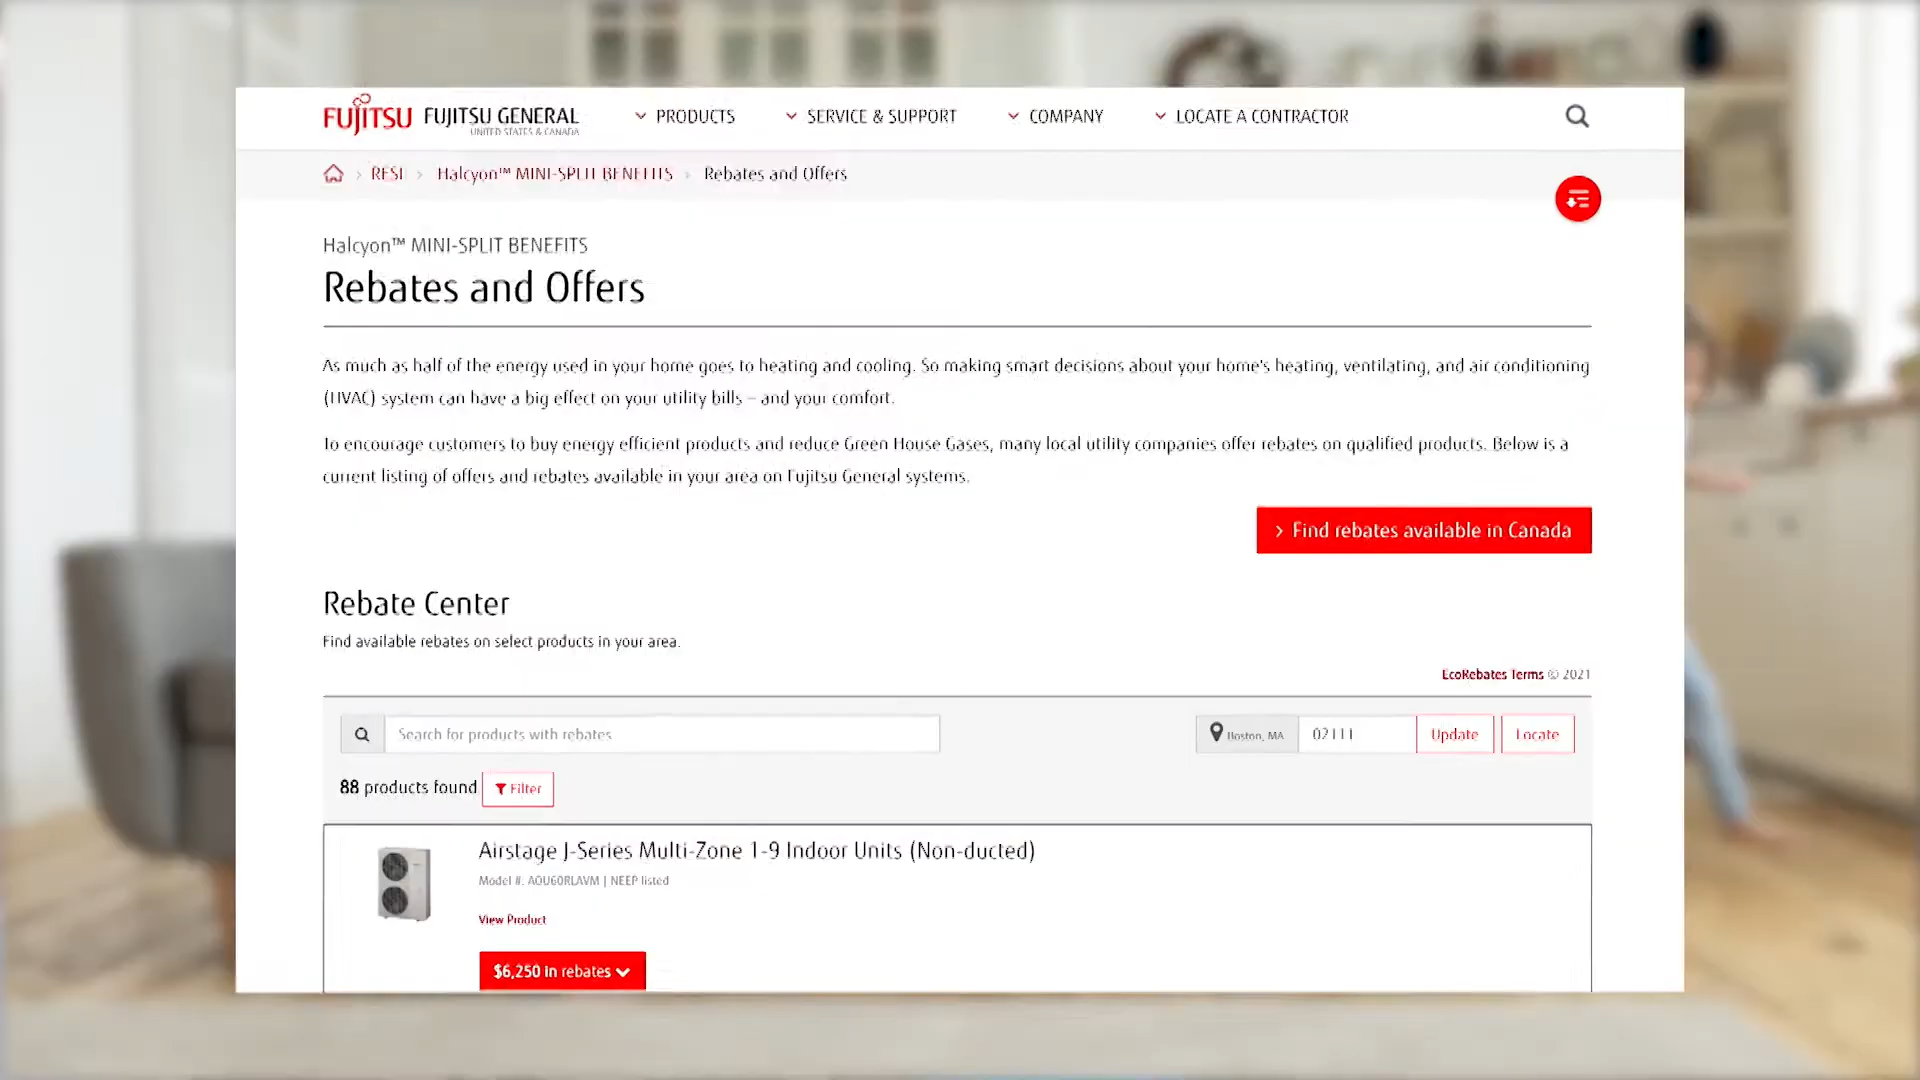 FUJITSU FUJITSU GENERAL
UNITED STATES & CANADA
PRODUCTS
SERVICE & SUPPORT
COMPANY
LOCATE A CONTRACTOR
RESI
Halcyon™ MINI-SPLIT BENEFITS
Rebates and Offers
Halcyon™ MINI-SPLIT BENEFITS
Rebates and Offers
As much as half of the energy used in your home goes to heating and cooling. So making smart decisions about your home's heating, ventilating, and air conditioning
(HVAC) system can have a big effect on your utility bills – and your comfort.
To encourage customers to buy energy efficient products and reduce Green House Gases, many local utility companies offer rebates on qualified products. Below is a
current listing of offers and rebates available in your area on Fujitsu General systems.
Find rebates available in Canada
Rebate Center
Find available rebates on select products in your area.
EcoRebates Terms © 2021
Search for products with rebates
Boston, MA
02111
Update
Locate
88 products found
Filter
Airstage J-Series Multi-Zone 1-9 Indoor Units (Non-ducted)
Model #: AOU60RLAVM | NEEP listed
View Product
$6,250 in rebates